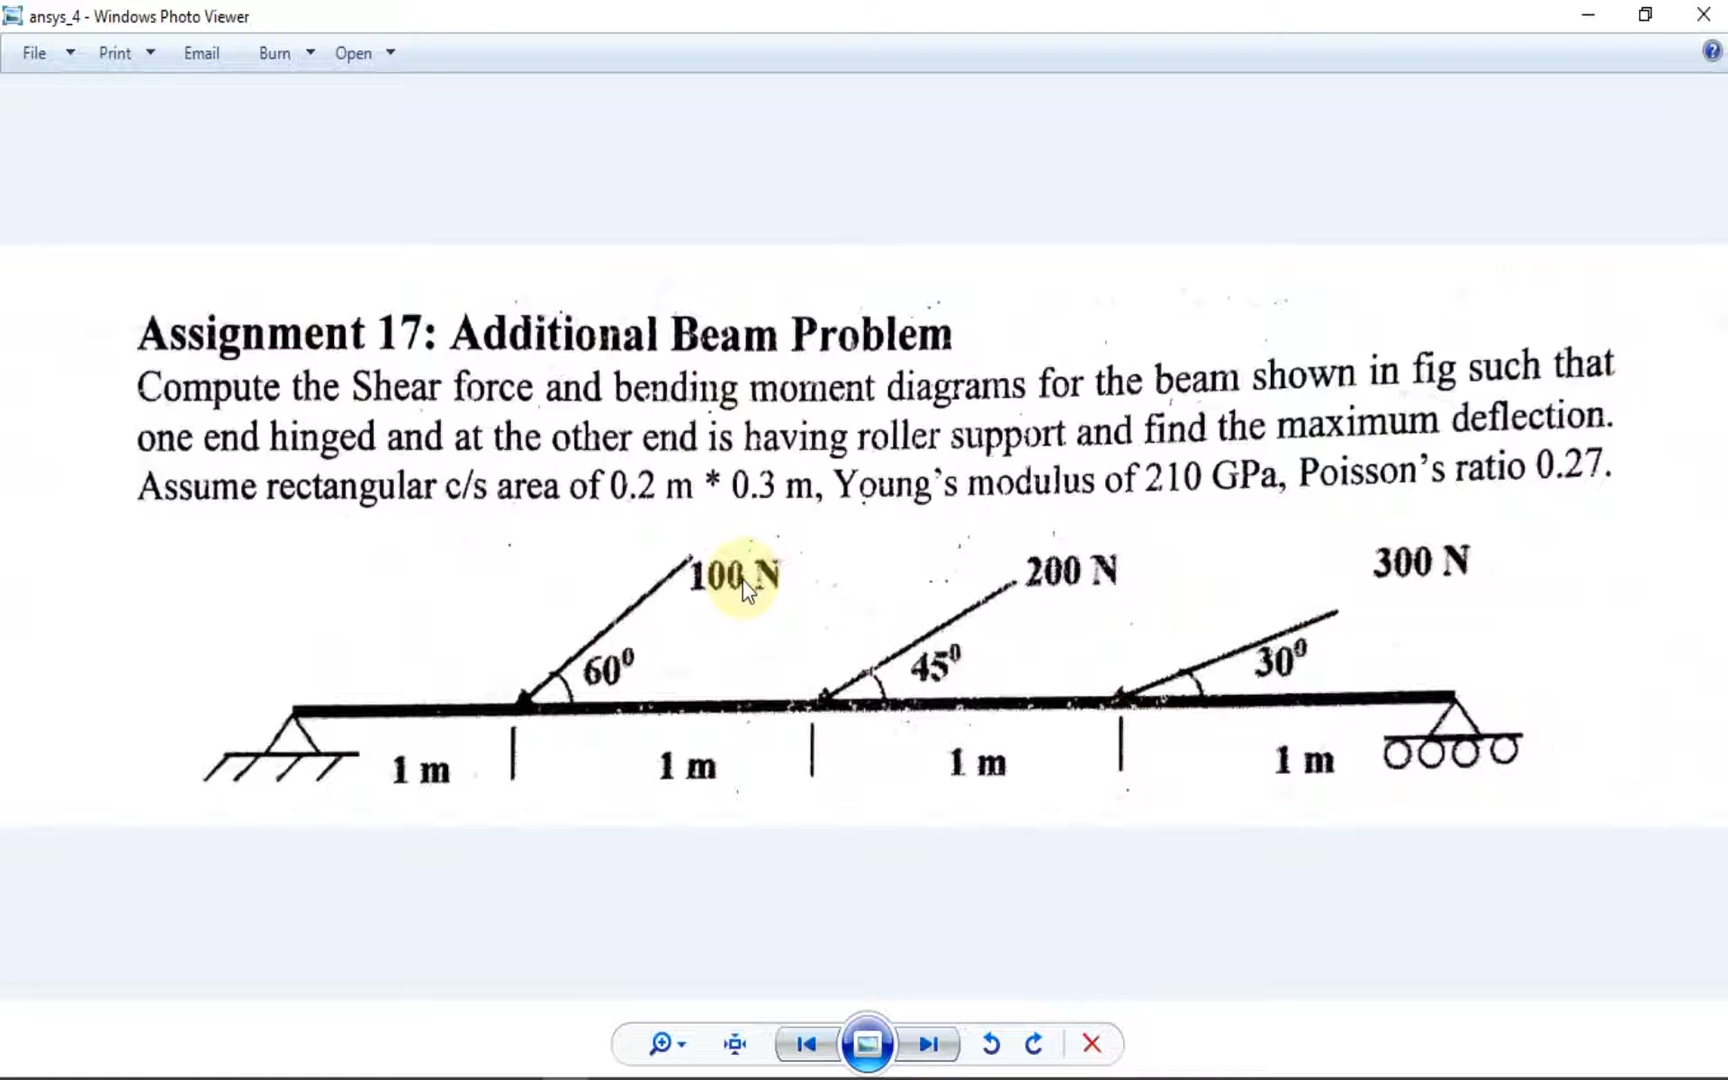 ansys_4 - Windows Photo Viewer
File Print Email Burn Open
Assignment 17: Additional Beam Problem
Compute the Shear force and bending moment diagrams for the beam shown in fig such that
one end hinged and at the other end is having roller support and find the maximum deflection.
Assume rectangular c/s area of 0.2 m * 0.3 m, Young's modulus of 210 GPa, Poisson's ratio 0.27.
100 N 200 N 300 N
60⁰ 45⁰ 30⁰
1 m 1 m 1 m 1 m